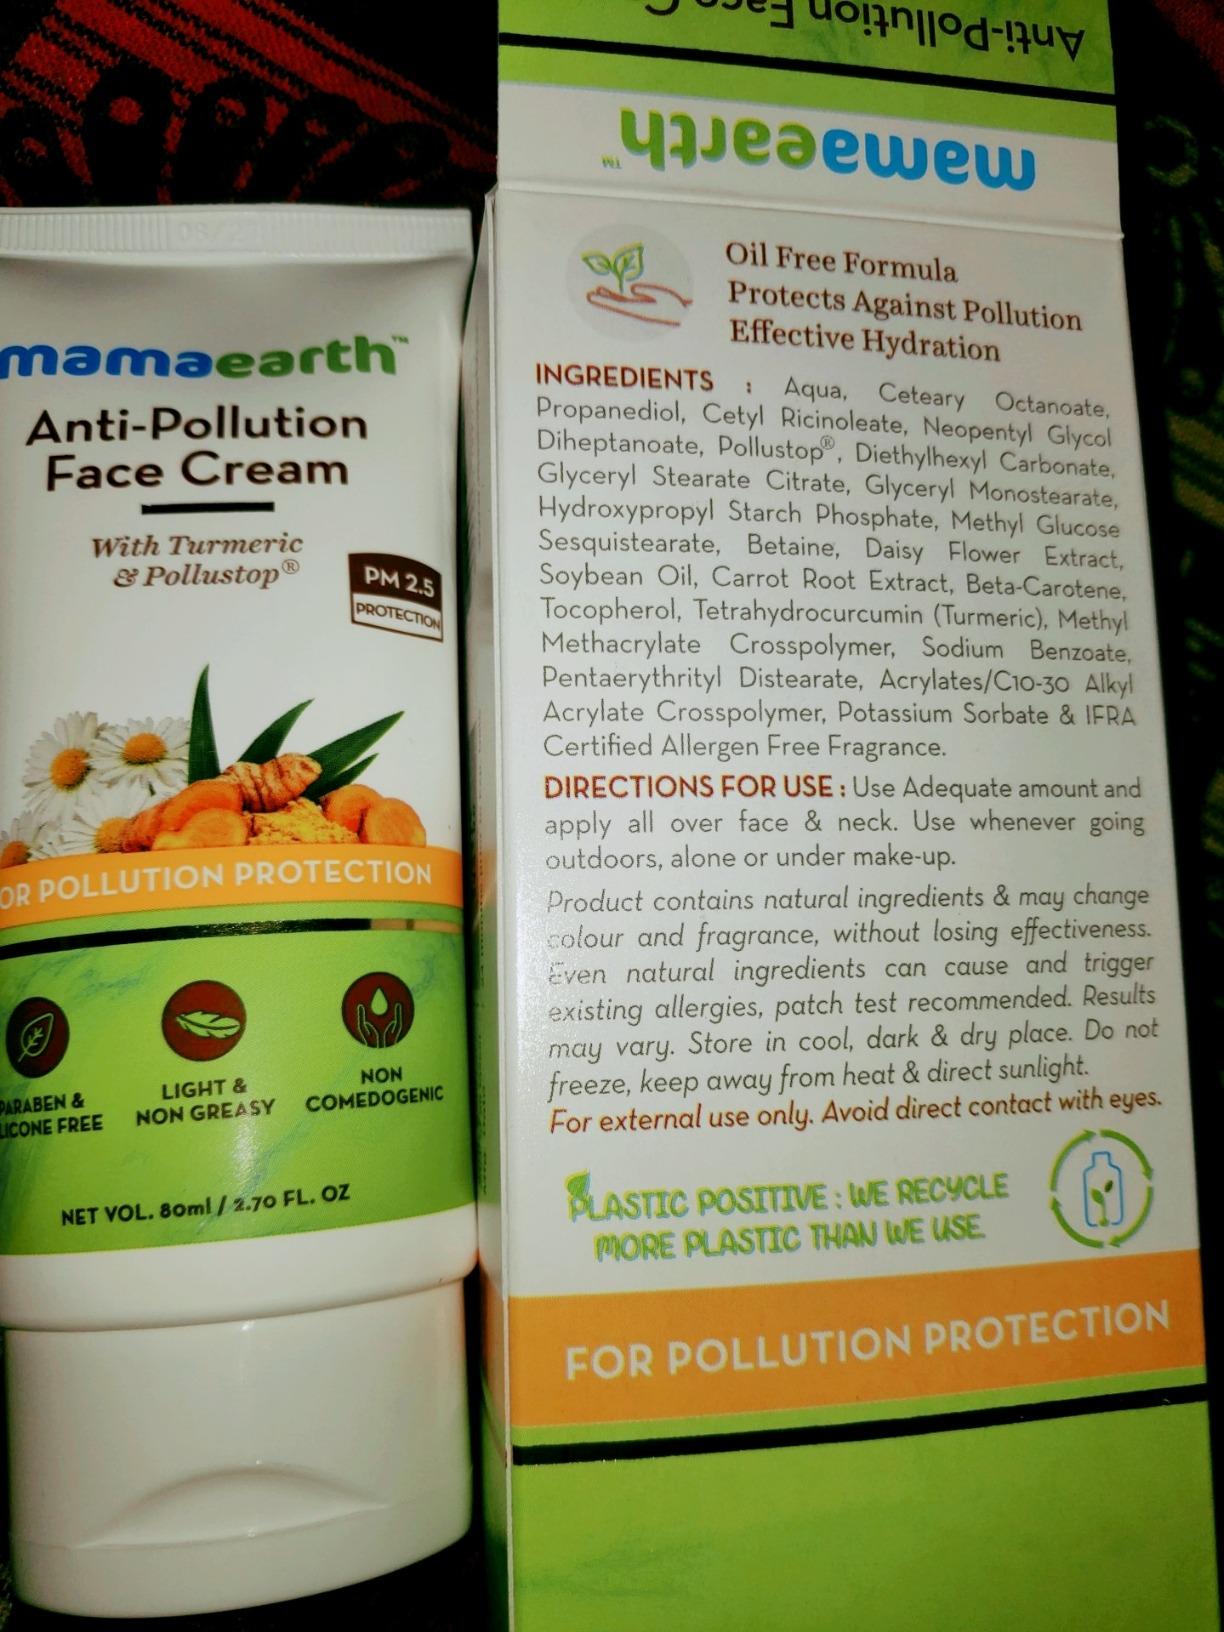 08/2
mamaearth™
Anti-Pollution
Face Cream
With Turmeric
& Pollustop®
PM 2.5
PROTECTION
OR POLLUTION PROTECTION
PARABEN &
LICONE FREE
LIGHT &
NON GREASY
NON
COMEDOGENIC
NET VOL. 80ml / 2.70 FL. OZ
Anti-Pollution Face C
mamaearth™
Oil Free Formula
Protects Against Pollution
Effective Hydration
INGREDIENTS : Aqua, Ceteary Octanoate,
Propanediol, Cetyl Ricinoleate, Neopentyl Glycol
Diheptanoate, Pollustop®, Diethylhexyl Carbonate,
Glyceryl Stearate Citrate, Glyceryl Monostearate,
Hydroxypropyl Starch Phosphate, Methyl Glucose
Sesquistearate, Betaine, Daisy Flower Extract,
Soybean Oil, Carrot Root Extract, Beta-Carotene,
Tocopherol, Tetrahydrocurcumin (Turmeric), Methyl
Methacrylate Crosspolymer, Sodium Benzoate,
Pentaerythrityl Distearate, Acrylates/C10-30 Alkyl
Acrylate Crosspolymer, Potassium Sorbate & IFRA
Certified Allergen Free Fragrance.
DIRECTIONS FOR USE : Use Adequate amount and
apply all over face & neck. Use whenever going
outdoors, alone or under make-up.
Product contains natural ingredients & may change
colour and fragrance, without losing effectiveness.
Even natural ingredients can cause and trigger
existing allergies, patch test recommended. Results
may vary. Store in cool, dark & dry place. Do not
freeze, keep away from heat & direct sunlight.
For external use only. Avoid direct contact with eyes.
PLASTIC POSITIVE : WE RECYCLE
MORE PLASTIC THAN WE USE
FOR POLLUTION PROTECTION